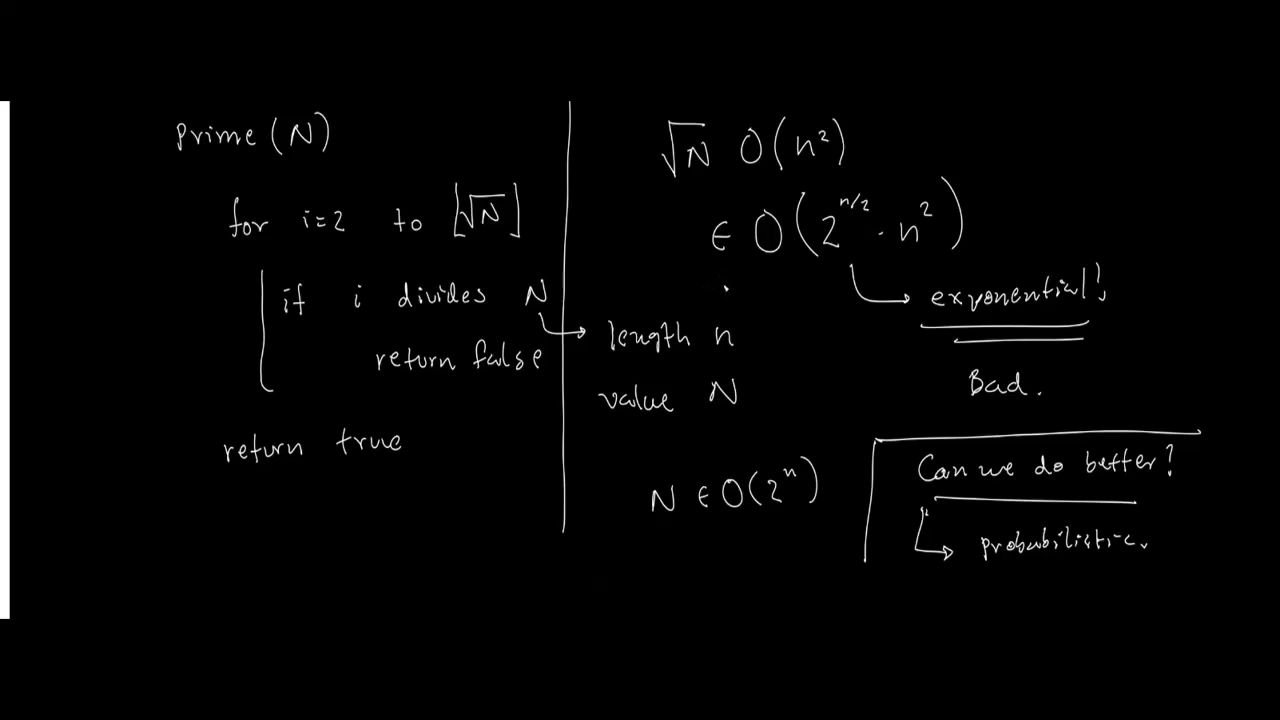 Prime(N)
for i=2 to ⌊√N⌋
if i divides N
return false
return true
√N O(n²)
∈ O(2^{n/2} · n²)
exponential!
Bad.
length n
value N
N ∈ O(2^n)
Can we do better?
probabilistic.